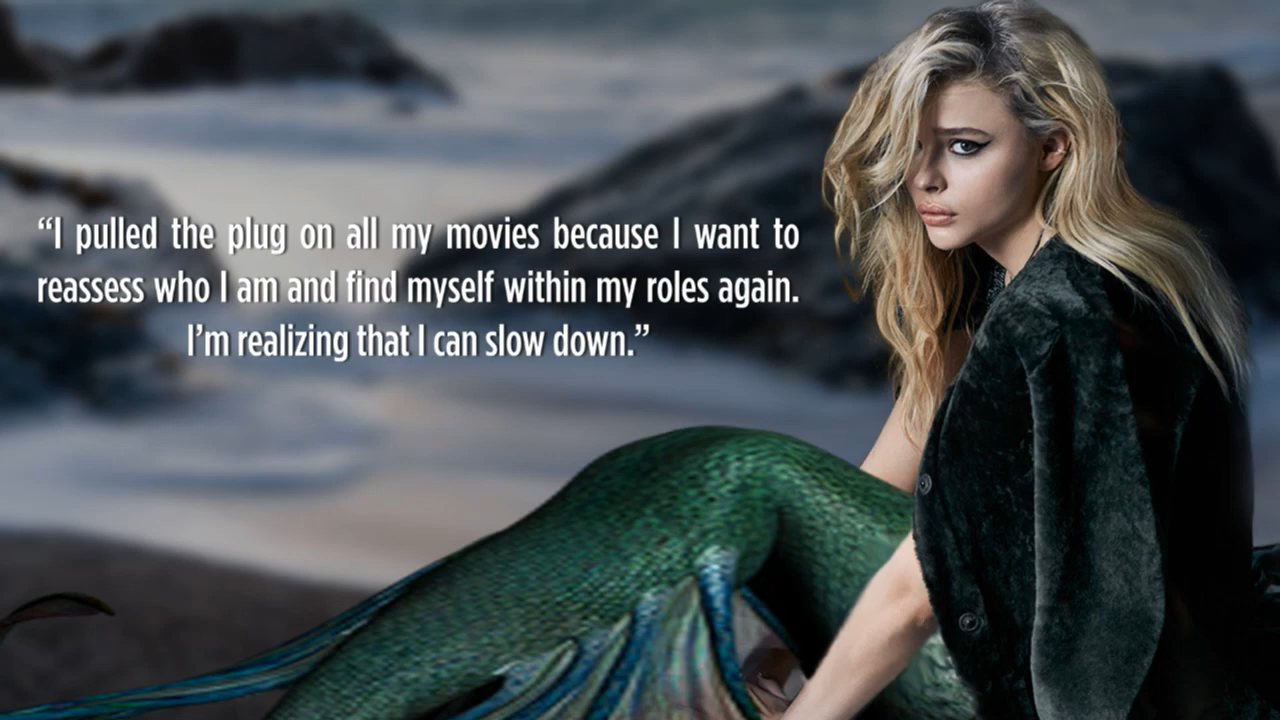 “I pulled the plug on all my movies because I want to
reassess who I am and find myself within my roles again.
I’m realizing that I can slow down.”